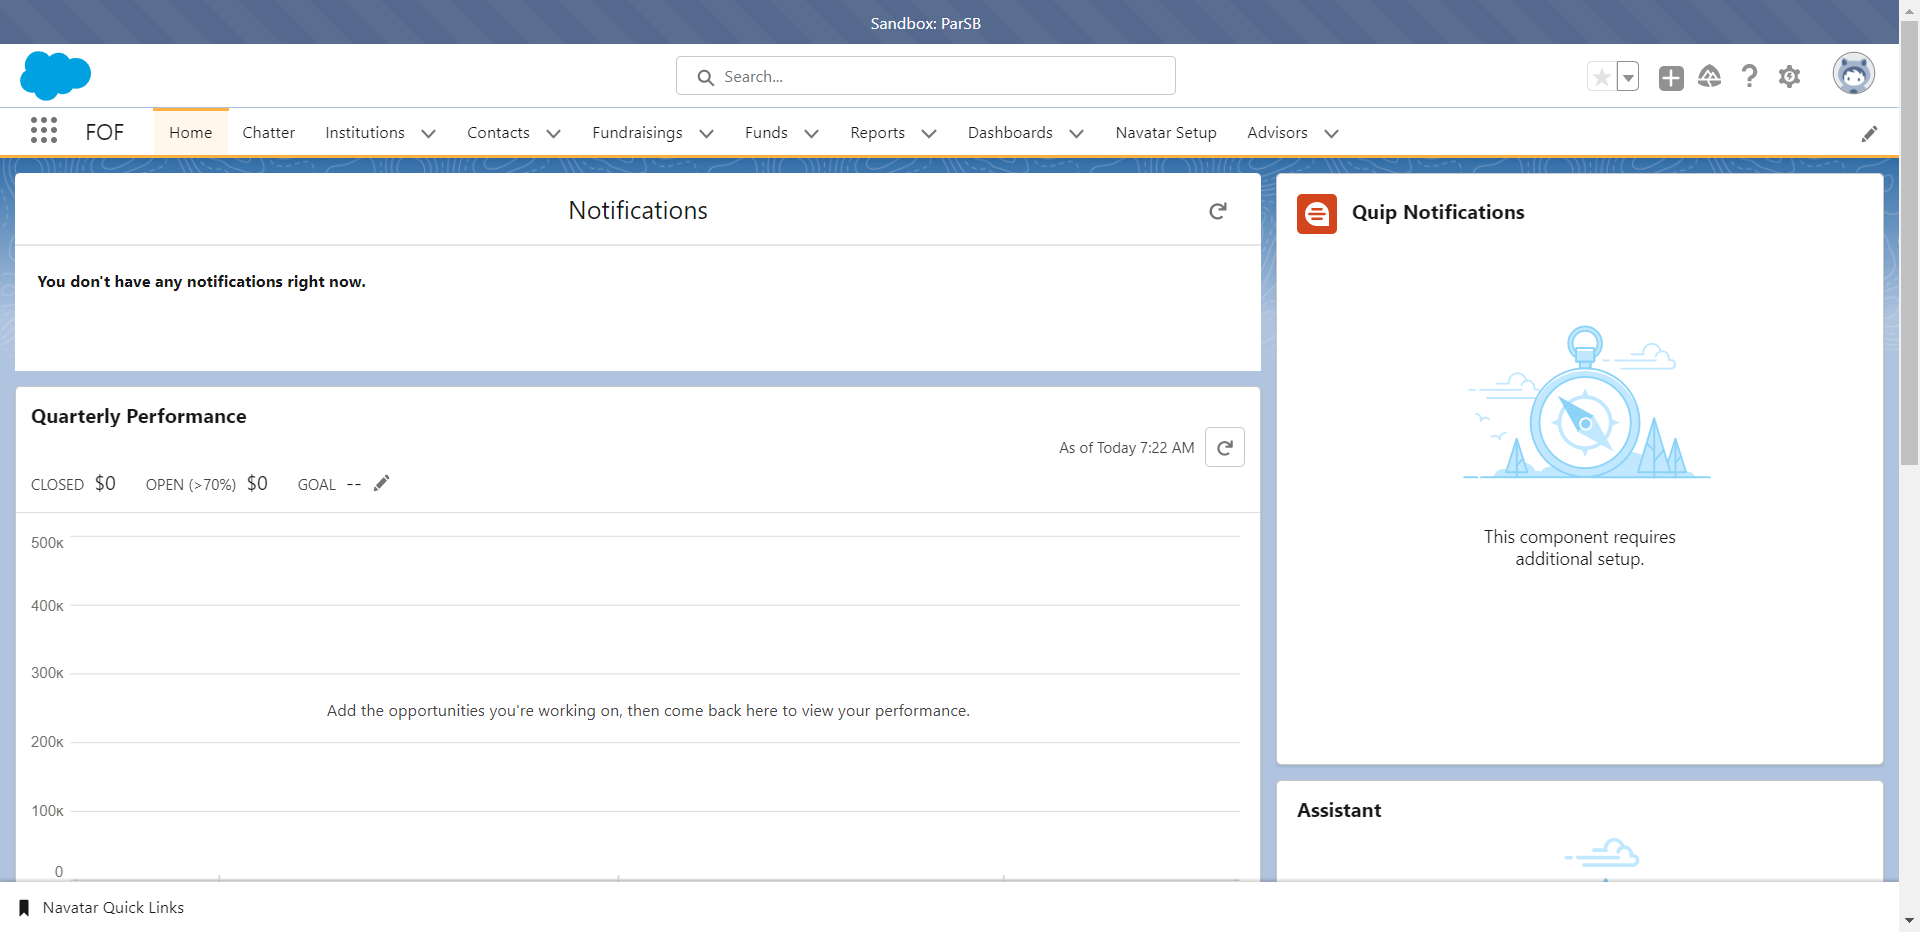 Sandbox: ParSB
Search...
FOF
Home
Chatter
Institutions
Contacts
Fundraisings
Funds
Reports
Dashboards
Navatar Setup
Advisors
Notifications
You don't have any notifications right now.
Quarterly Performance
As of Today 7:22 AM
CLOSED $0 OPEN (>70%) $0 GOAL --
500K
400K
300K
Add the opportunities you're working on, then come back here to view your performance.
200K
100K
0
Quip Notifications
This component requires
additional setup.
Assistant
Navatar Quick Links